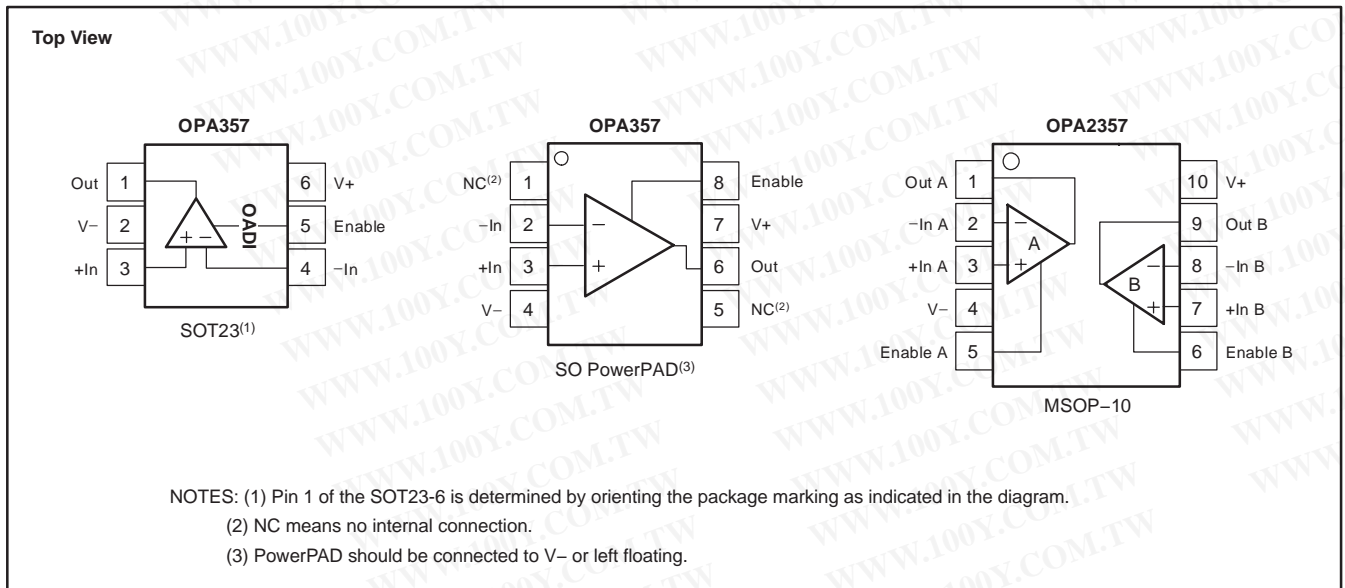 Top View
OPA357
Out 1
V− 2
+In 3
6 V+
5 Enable
4 −In
OADI
+ −
SOT23(1)
OPA357
NC(2) 1
−In 2
+In 3
V− 4
8 Enable
7 V+
6 Out
5 NC(2)
−
+
SO PowerPAD(3)
OPA2357
Out A 1
−In A 2
+In A 3
V− 4
Enable A 5
10 V+
9 Out B
8 −In B
7 +In B
6 Enable B
−
A
+
−
B
+
MSOP−10
NOTES: (1) Pin 1 of the SOT23-6 is determined by orienting the package marking as indicated in the diagram.
(2) NC means no internal connection.
(3) PowerPAD should be connected to V− or left floating.
WWW.100Y.COM.TW